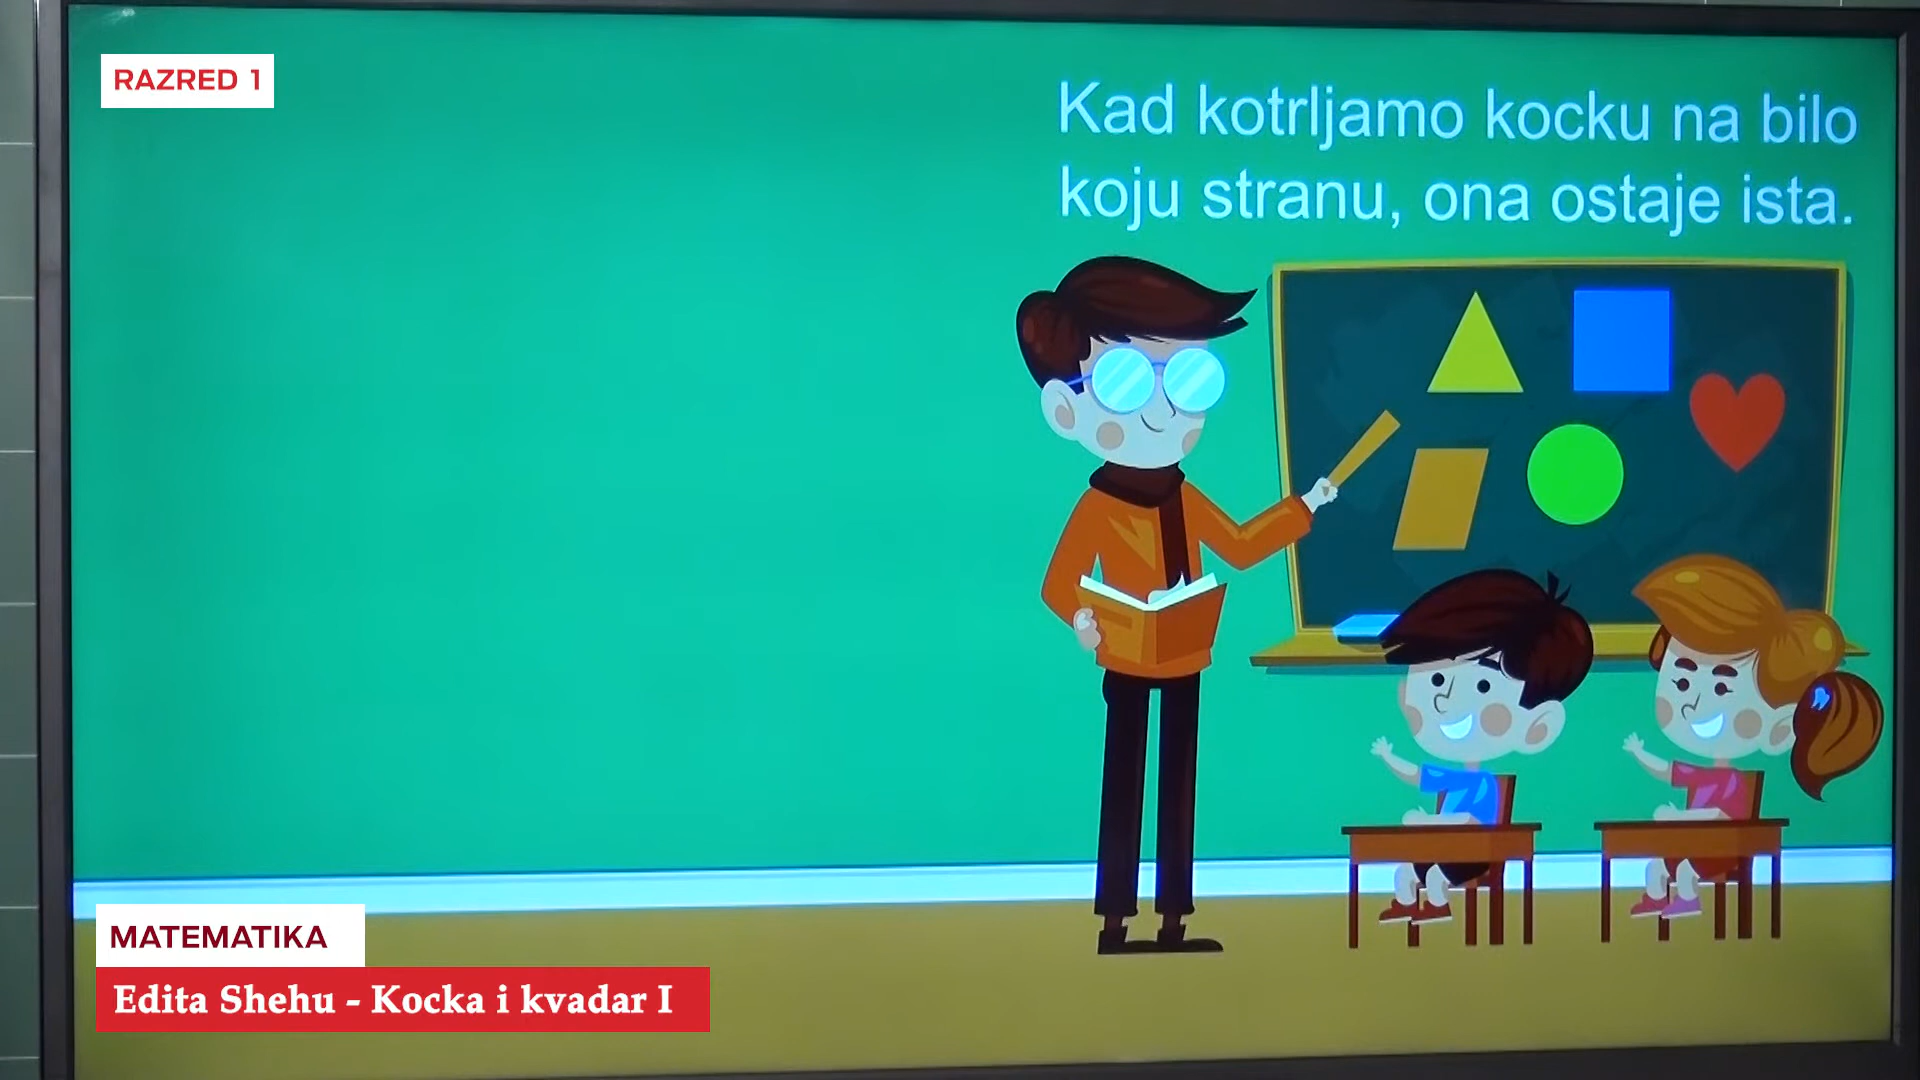 RAZRED 1
Kad kotrljamo kocku na bilo
koju stranu, ona ostaje ista.
MATEMATIKA
Edita Shehu - Kocka i kvadar I